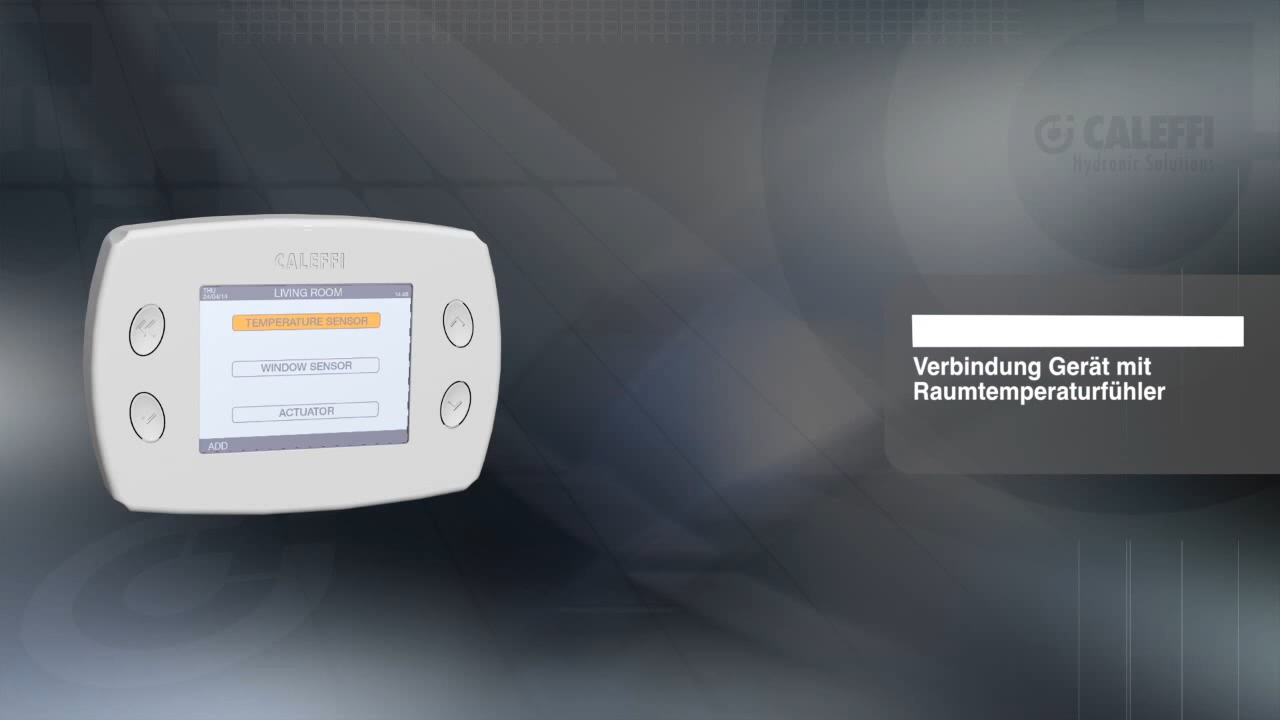 CALEFFI
Hydronic Solutions
CALEFFI
THU
24/04/14
LIVING ROOM
TEMPERATURE SENSOR
WINDOW SENSOR
ACTUATOR
ADD
Verbindung Gerät mit
Raumtemperaturfühler